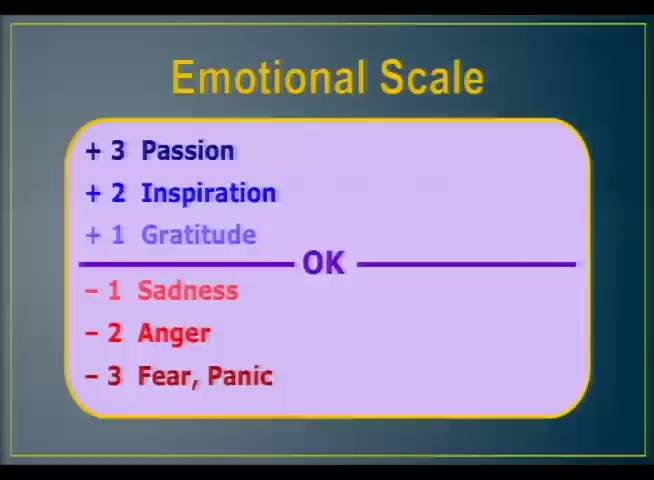 Emotional Scale
+ 3 Passion
+ 2 Inspiration
+ 1 Gratitude
OK
– 1 Sadness
– 2 Anger
– 3 Fear, Panic